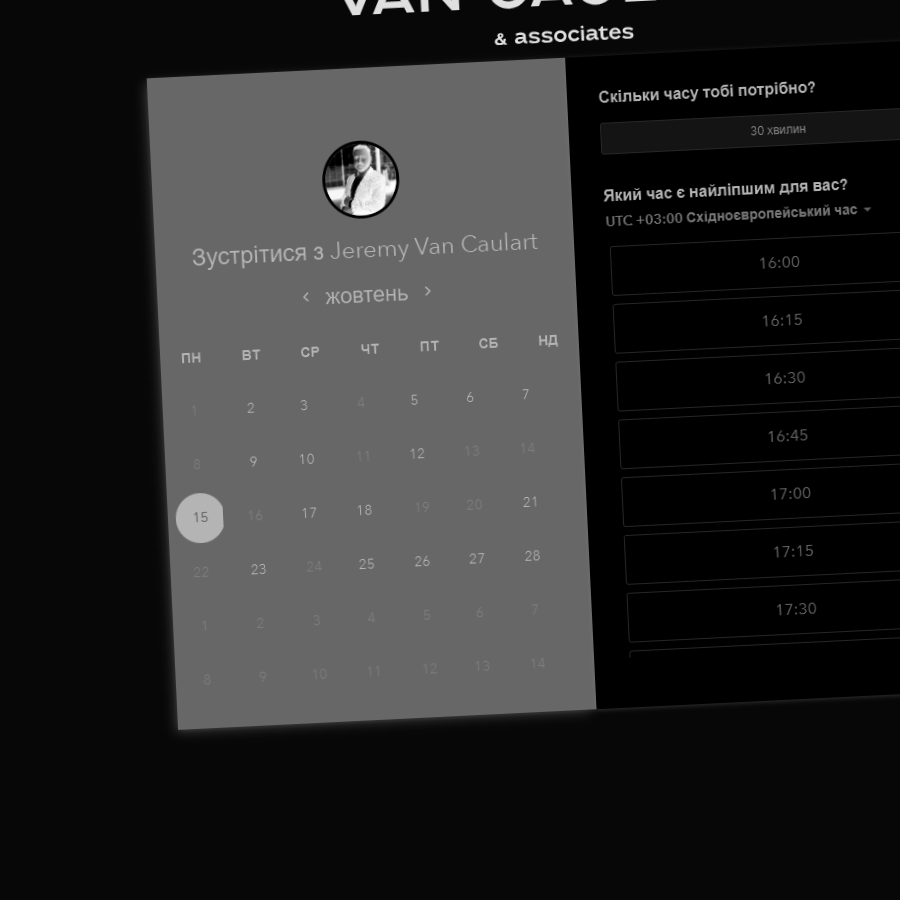 & associates
Зустрітися з Jeremy Van Caulart
жовтень
ПН ВТ СР ЧТ ПТ СБ НД
1 2 3 4 5 6 7
8 9 10 11 12 13 14
15 16 17 18 19 20 21
22 23 24 25 26 27 28
1 2 3 4 5 6 7
8 9 10 11 12 13 14
Скільки часу тобі потрібно?
30 хвилин
Який час є найліпшим для вас?
UTC +03:00 Східноєвропейський час
16:00
16:15
16:30
16:45
17:00
17:15
17:30